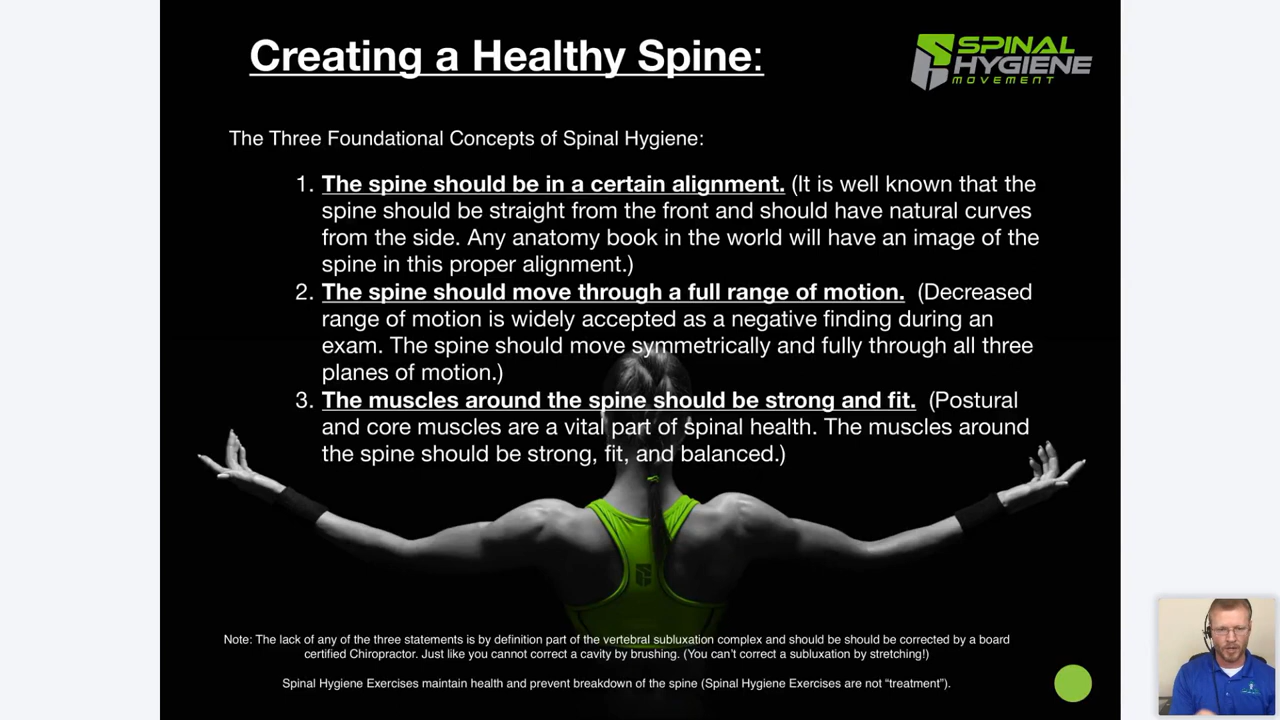 Creating a Healthy Spine:
SPINAL
HYGIENE
MOVEMENT
The Three Foundational Concepts of Spinal Hygiene:
1. The spine should be in a certain alignment. (It is well known that the
spine should be straight from the front and should have natural curves
from the side. Any anatomy book in the world will have an image of the
spine in this proper alignment.)
2. The spine should move through a full range of motion. (Decreased
range of motion is widely accepted as a negative finding during an
exam. The spine should move symmetrically and fully through all three
planes of motion.)
3. The muscles around the spine should be strong and fit. (Postural
and core muscles are a vital part of spinal health. The muscles around
the spine should be strong, fit, and balanced.)
Note: The lack of any of the three statements is by definition part of the vertebral subluxation complex and should be should be corrected by a board
certified Chiropractor. Just like you cannot correct a cavity by brushing. (You can't correct a subluxation by stretching!)
Spinal Hygiene Exercises maintain health and prevent breakdown of the spine (Spinal Hygiene Exercises are not “treatment”).